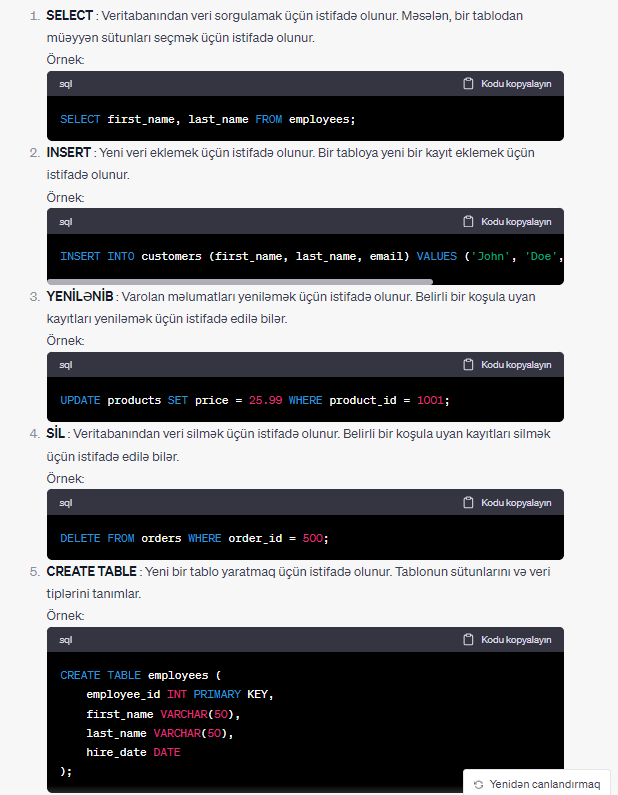 1. SELECT : Veritabanından veri sorgulamak üçün istifadə olunur. Məsələn, bir tablodan
müəyyən sütunları seçmək üçün istifadə olunur.
Örnek:
sql Kodu kopyalayın
SELECT first_name, last_name FROM employees;
2. INSERT : Yeni veri eklemek üçün istifadə olunur. Bir tabloya yeni bir kayıt eklemek üçün
istifadə olunur.
Örnek:
sql Kodu kopyalayın
INSERT INTO customers (first_name, last_name, email) VALUES ('John', 'Doe',
3. YENİLƏNİB : Varolan məlumatları yeniləmək üçün istifadə olunur. Belirli bir koşula uyan
kayıtları yeniləmək üçün istifadə edilə bilər.
Örnek:
sql Kodu kopyalayın
UPDATE products SET price = 25.99 WHERE product_id = 1001;
4. SİL : Veritabanından veri silmək üçün istifadə olunur. Belirli bir koşula uyan kayıtları silmək
üçün istifadə edilə bilər.
Örnek:
sql Kodu kopyalayın
DELETE FROM orders WHERE order_id = 500;
5. CREATE TABLE : Yeni bir tablo yaratmaq üçün istifadə olunur. Tablonun sütunlarını və veri
tiplərini tanımlar.
Örnek:
sql Kodu kopyalayın
CREATE TABLE employees (
employee_id INT PRIMARY KEY,
first_name VARCHAR(50),
last_name VARCHAR(50),
hire_date DATE
);
Yenidən canlandırmaq